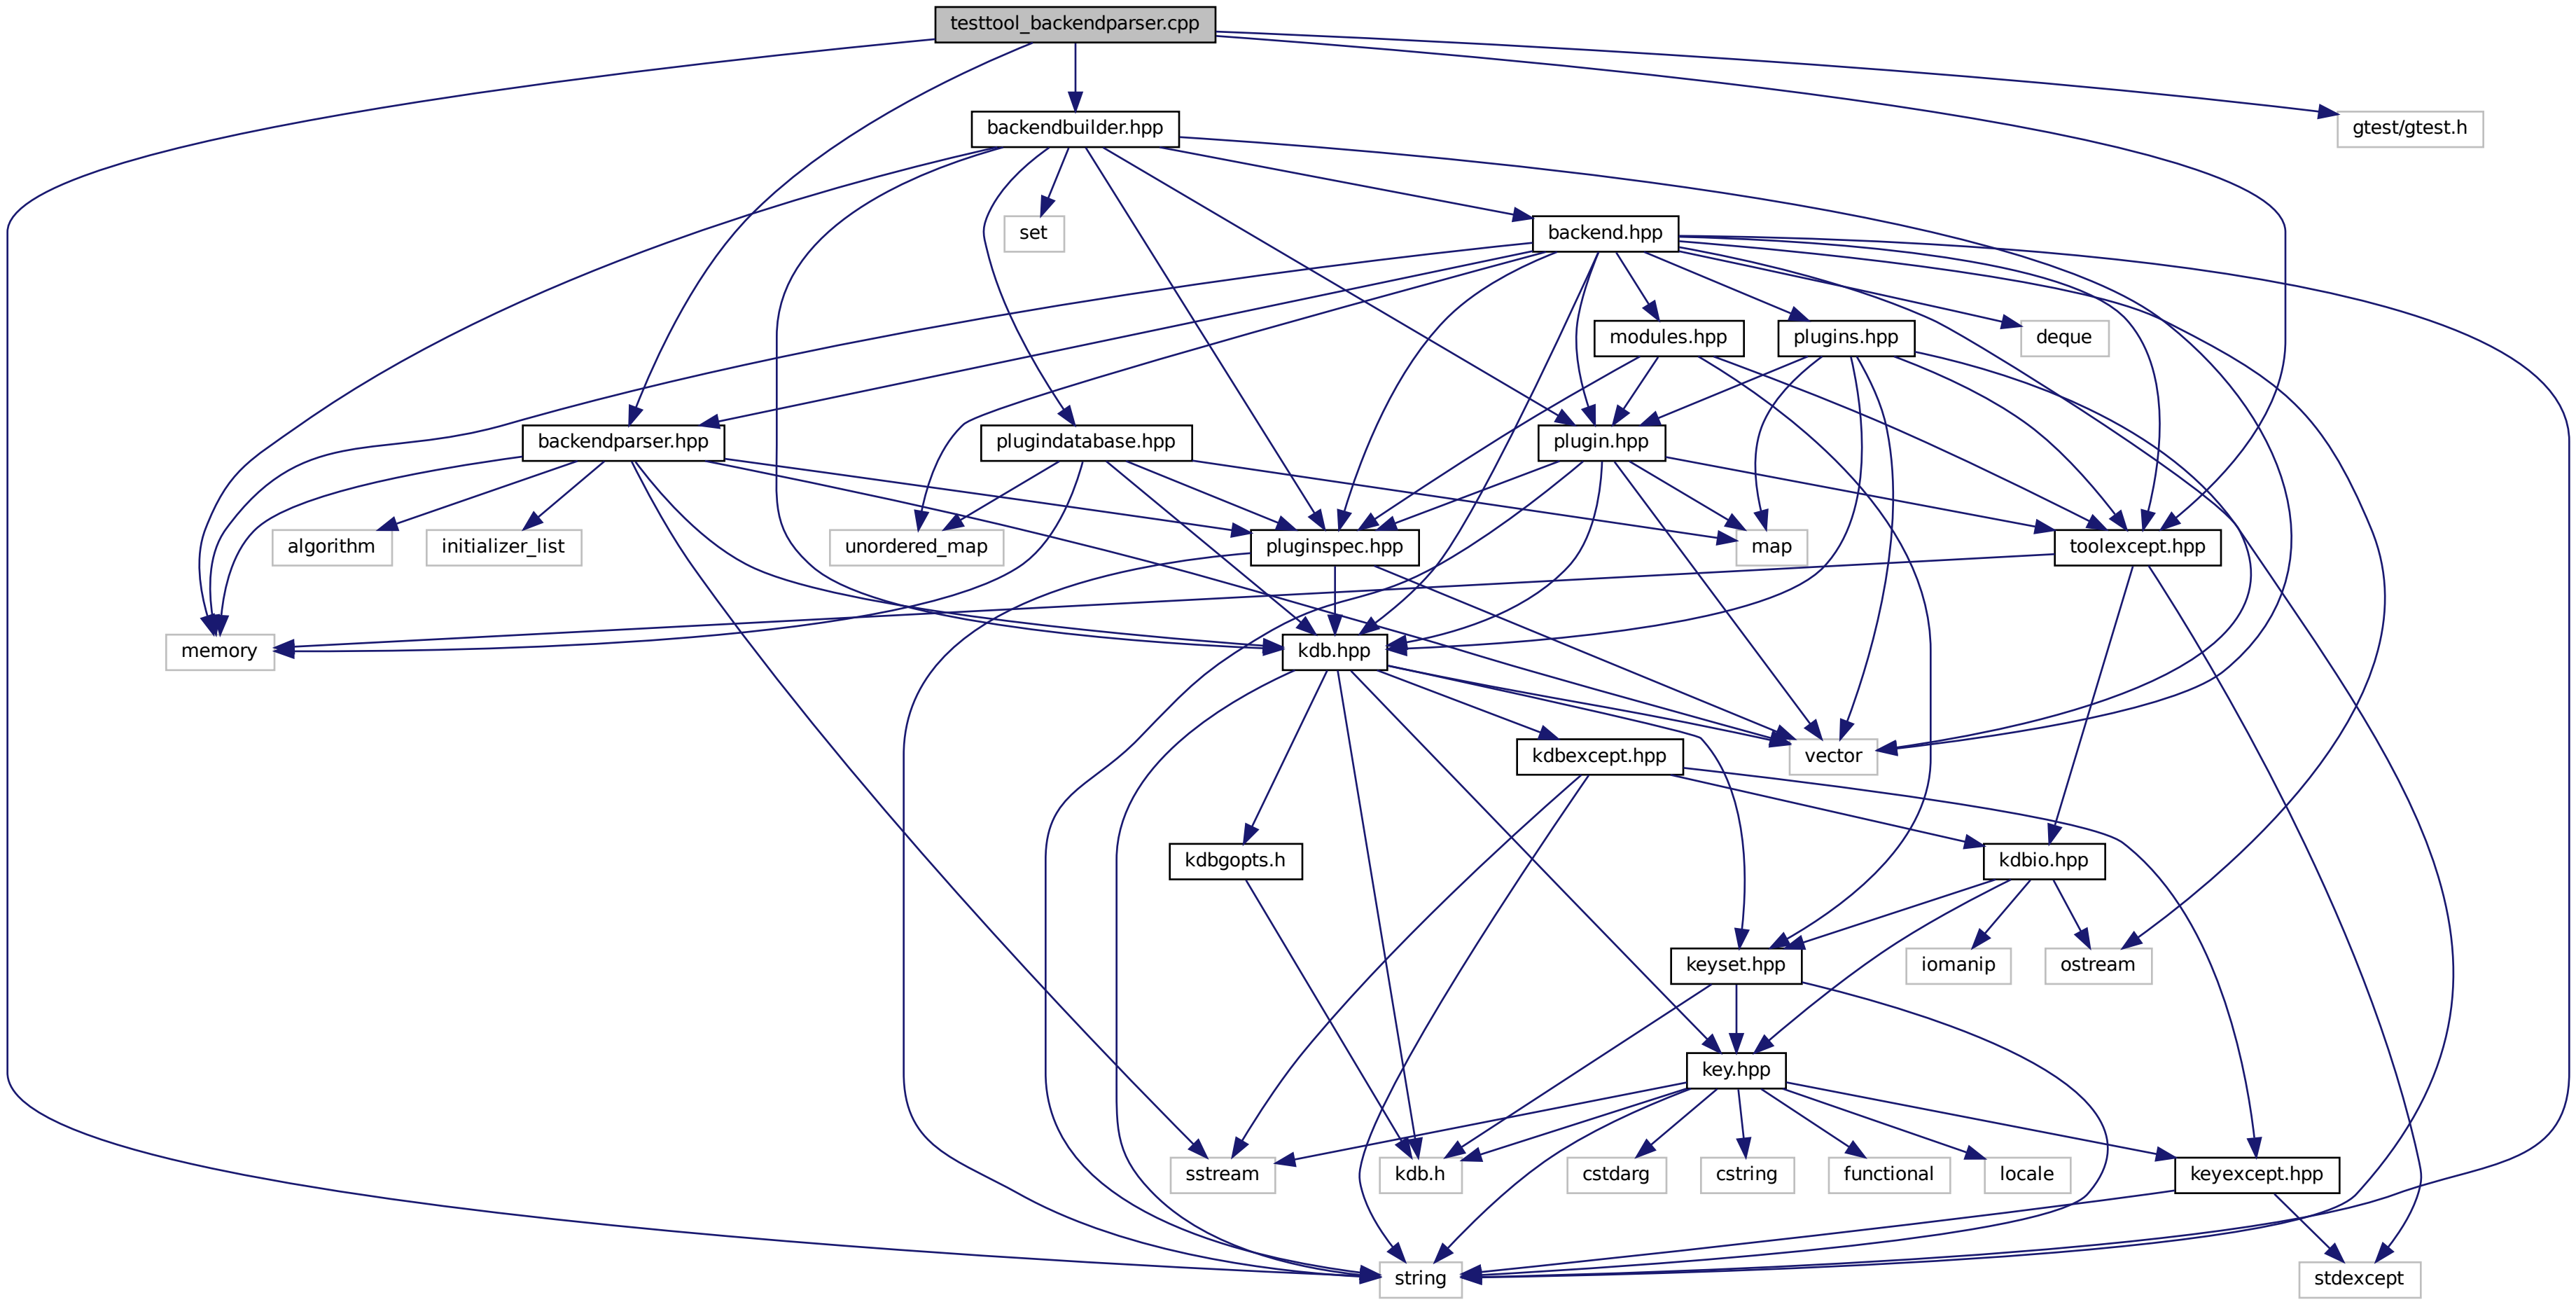 testtool_backendparser.cpp
backendbuilder.hpp
gtest/gtest.h
set
backend.hpp
modules.hpp
plugins.hpp
deque
backendparser.hpp
plugindatabase.hpp
plugin.hpp
algorithm
initializer_list
unordered_map
pluginspec.hpp
map
toolexcept.hpp
memory
kdb.hpp
kdbexcept.hpp
vector
kdbgopts.h
kdbio.hpp
keyset.hpp
iomanip
ostream
key.hpp
sstream
kdb.h
cstdarg
cstring
functional
locale
keyexcept.hpp
string
stdexcept